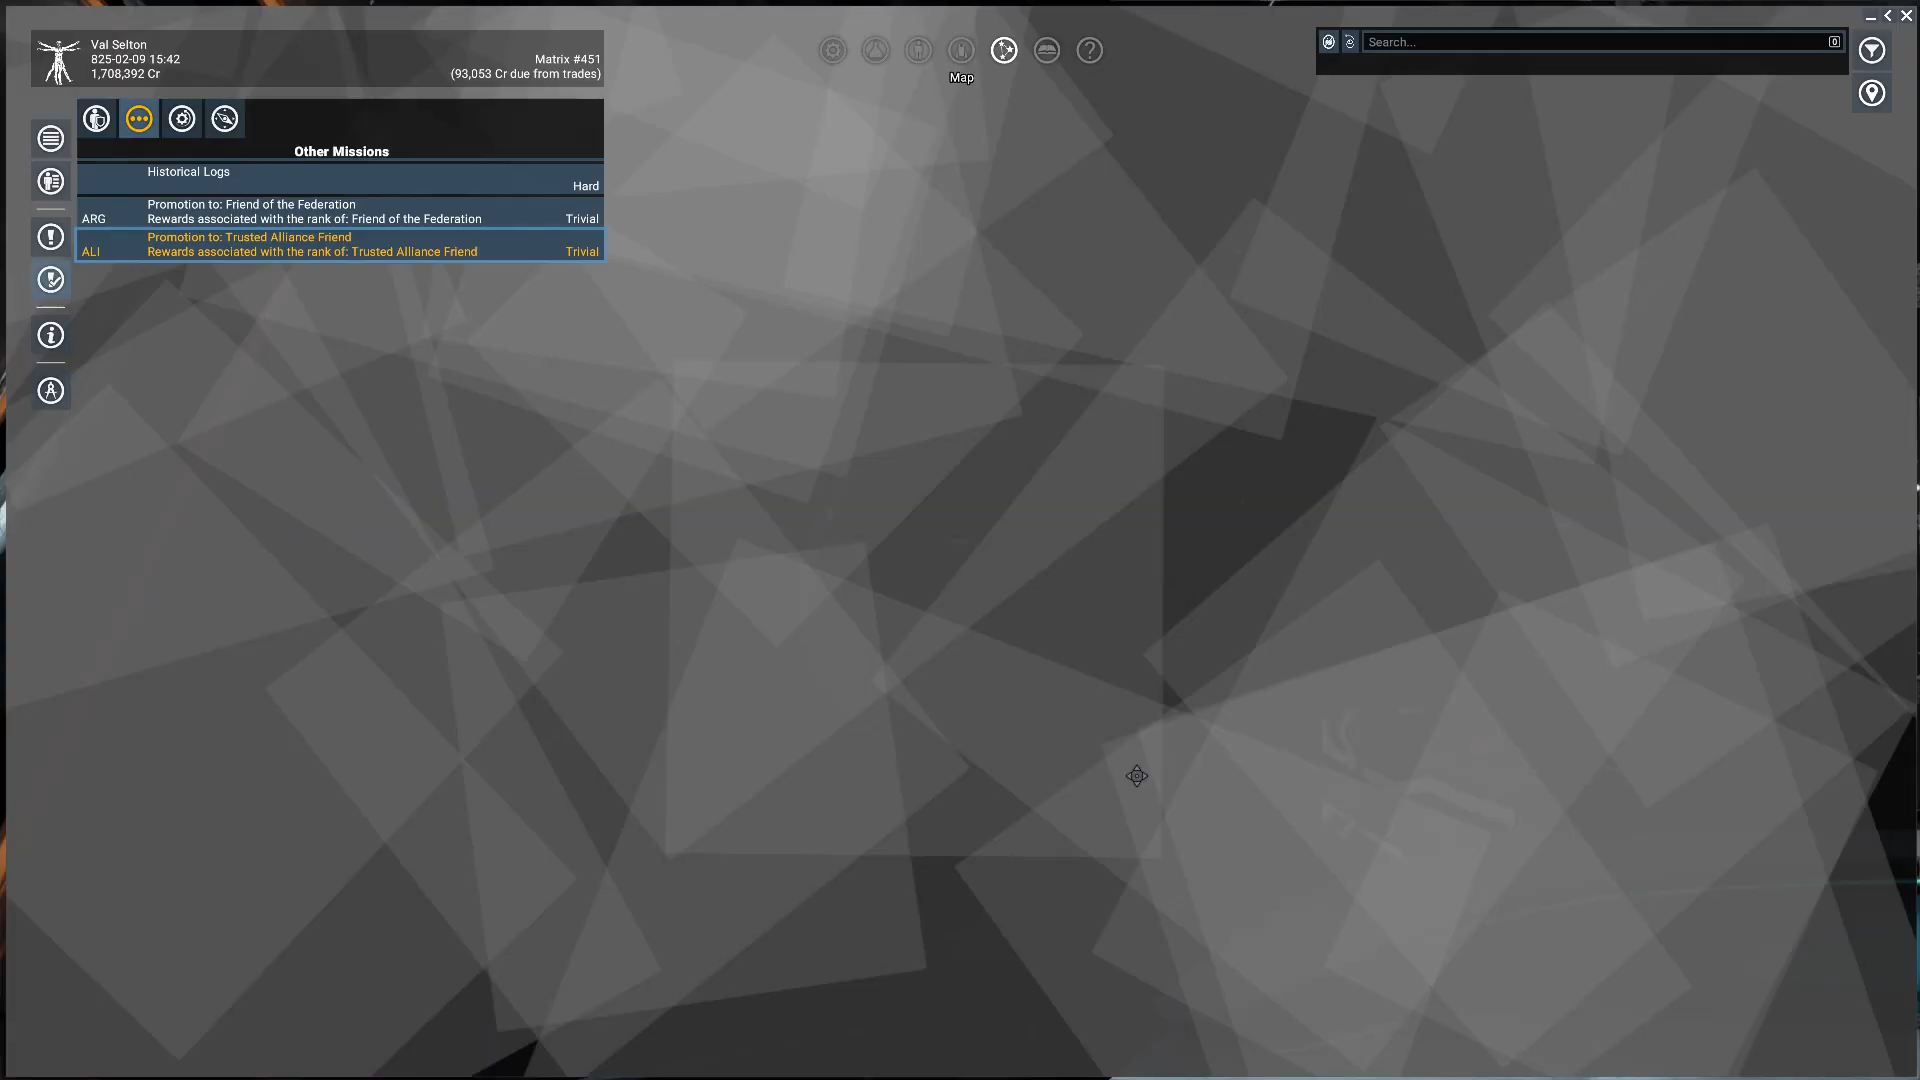 Val Selton
825-02-09 15:42
1,708,392 Cr
Matrix #451
(93,053 Cr due from trades)
Map
Search...
0
Other Missions
Historical Logs
Hard
Promotion to: Friend of the Federation
ARG Rewards associated with the rank of: Friend of the Federation Trivial
Promotion to: Trusted Alliance Friend
ALI Rewards associated with the rank of: Trusted Alliance Friend Trivial